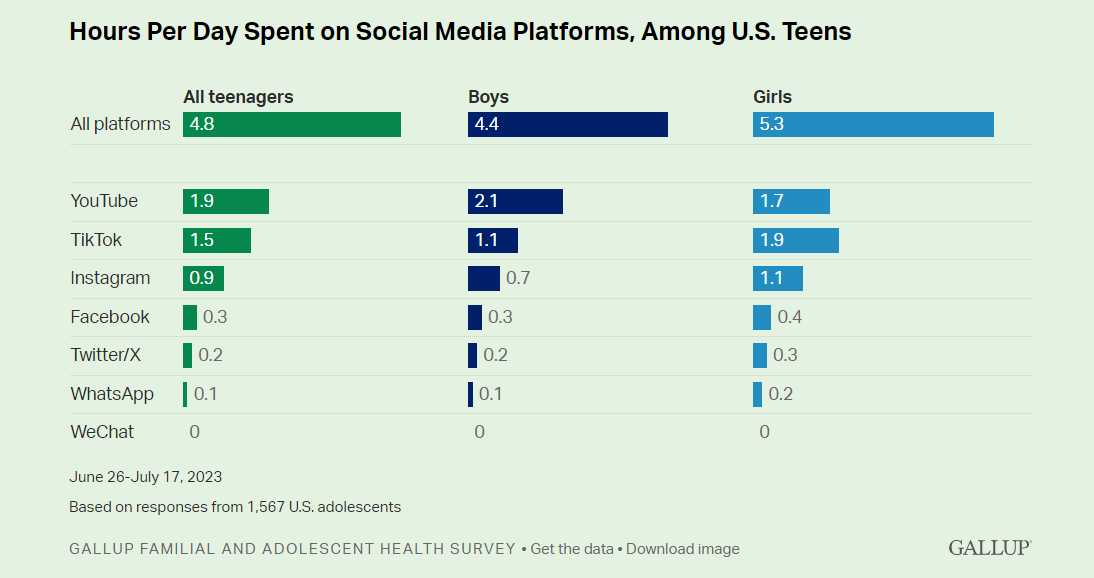 Hours Per Day Spent on Social Media Platforms, Among U.S. Teens
All teenagers Boys Girls
All platforms 4.8 4.4 5.3
YouTube 1.9 2.1 1.7
TikTok 1.5 1.1 1.9
Instagram 0.9 0.7 1.1
Facebook 0.3 0.3 0.4
Twitter/X 0.2 0.2 0.3
WhatsApp 0.1 0.1 0.2
WeChat 0 0 0
June 26-July 17, 2023
Based on responses from 1,567 U.S. adolescents
GALLUP FAMILIAL AND ADOLESCENT HEALTH SURVEY • Get the data • Download image GALLUP